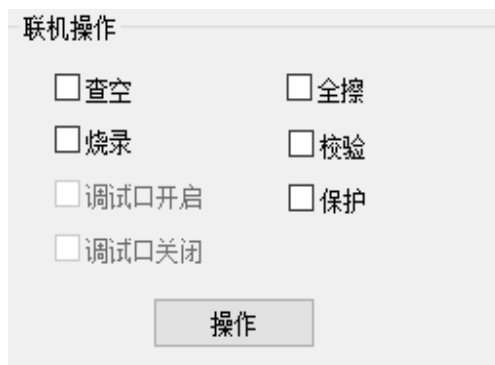 联机操作
查空 全擦
烧录 校验
调试口开启 保护
调试口关闭
操作